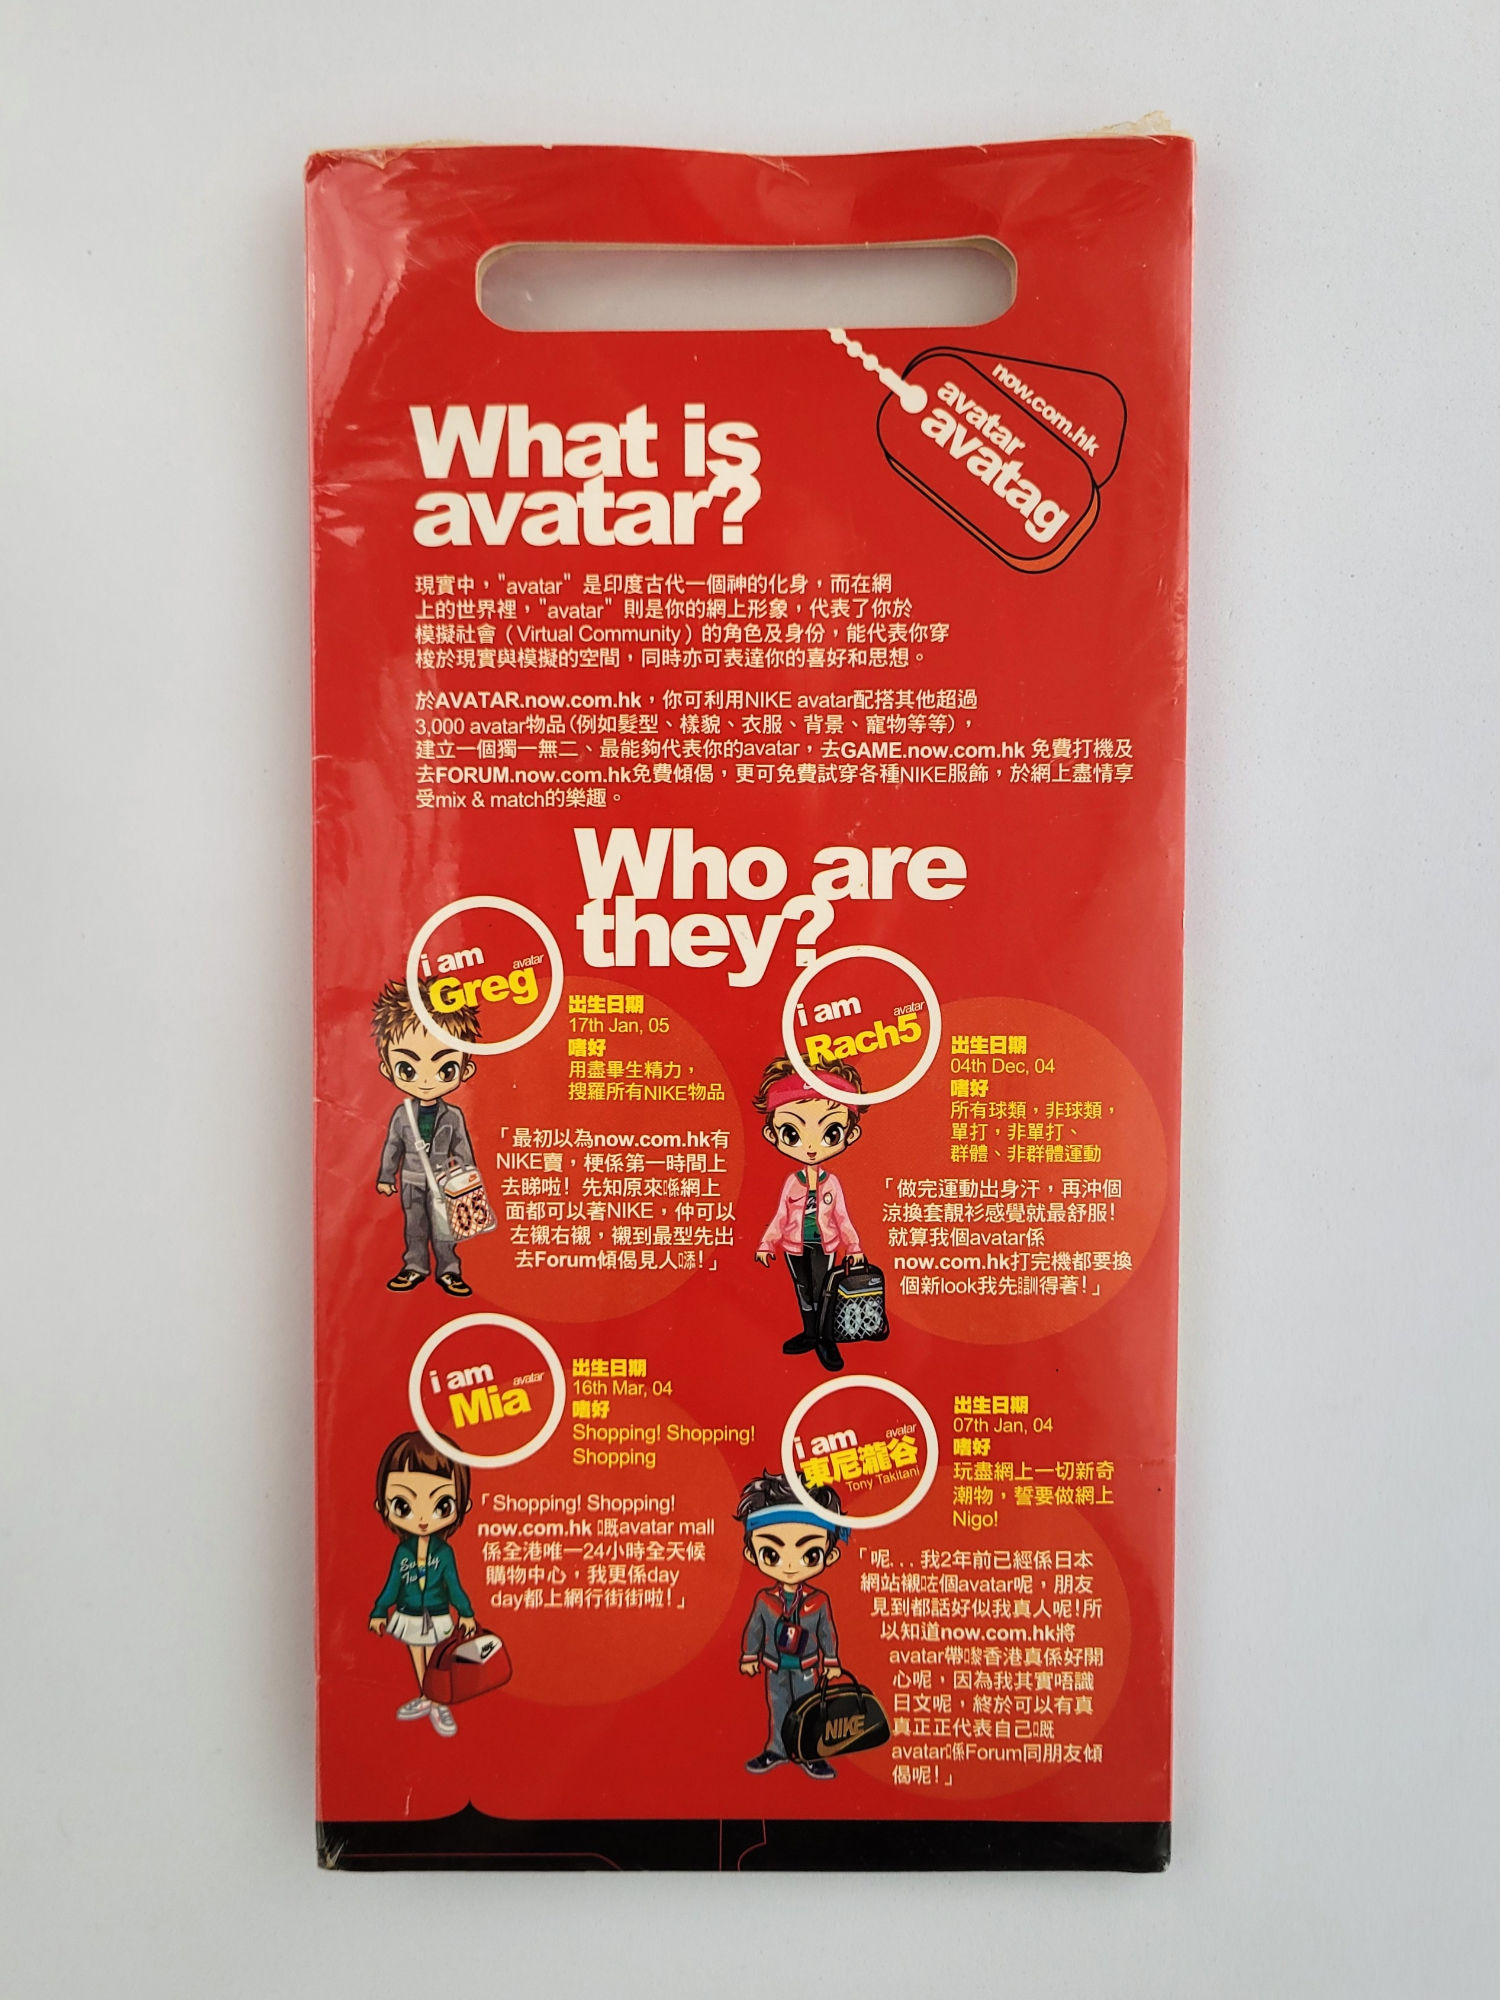 now.com.hk
avatar
avatag
What is
avatar?
現實中，"avatar" 是印度古代一個神的化身，而在網
上的世界裡，"avatar" 則是你的網上形象，代表了你於
模擬社會（Virtual Community）的角色及身份，能代表你穿
梭於現實與模擬的空間，同時亦可表達你的喜好和思想。
於AVATAR.now.com.hk，你可利用NIKE avatar配搭其他超過
3,000 avatar物品（例如髮型、樣貌、衣服、背景、寵物等等），
建立一個獨一無二、最能夠代表你的avatar，去GAME.now.com.hk 免費打機及
去FORUM.now.com.hk免費傾偈，更可免費試穿各種NIKE服飾，於網上盡情享
受mix & match的樂趣。
Who are
they?
i am
avatar
Greg
出生日期
17th Jan, 05
嗜好
用盡畢生精力，
搜羅所有NIKE物品
「最初以為now.com.hk有
NIKE賣，梗係第一時間上
去睇啦！先知原來喺網上
面都可以著NIKE，仲可以
左襯右襯，襯到最型先出
去Forum傾偈見人㖭!」
05
i am
avatar
Rach5
出生日期
04th Dec, 04
嗜好
所有球類，非球類，
單打，非單打、
群體、非群體運動
「做完運動出身汗，再沖個
涼換套靚衫感覺就最舒服!
就算我個avatar係
now.com.hk打完機都要換
個新look我先瞓得著!」
05
i am
avatar
Mia
出生日期
16th Mar, 04
嗜好
Shopping! Shopping!
Shopping
「Shopping! Shopping!
now.com.hk 嘅avatar mall
係全港唯一24小時全天候
購物中心，我更係day
day都上網行街街啦!」
NIKE
i am
avatar
東尼瀧谷
Tony Takitani
出生日期
07th Jan, 04
嗜好
玩盡網上一切新奇
潮物，誓要做網上
Nigo!
「呢... 我2年前已經係日本
網站襯咗個avatar呢，朋友
見到都話好似我真人呢!所
以知道now.com.hk將
avatar帶嚟香港真係好開
心呢，因為我其實唔識
日文呢，終於可以有真
真正正代表自己嘅
avatar喺Forum同朋友傾
偈呢!」
NIKE